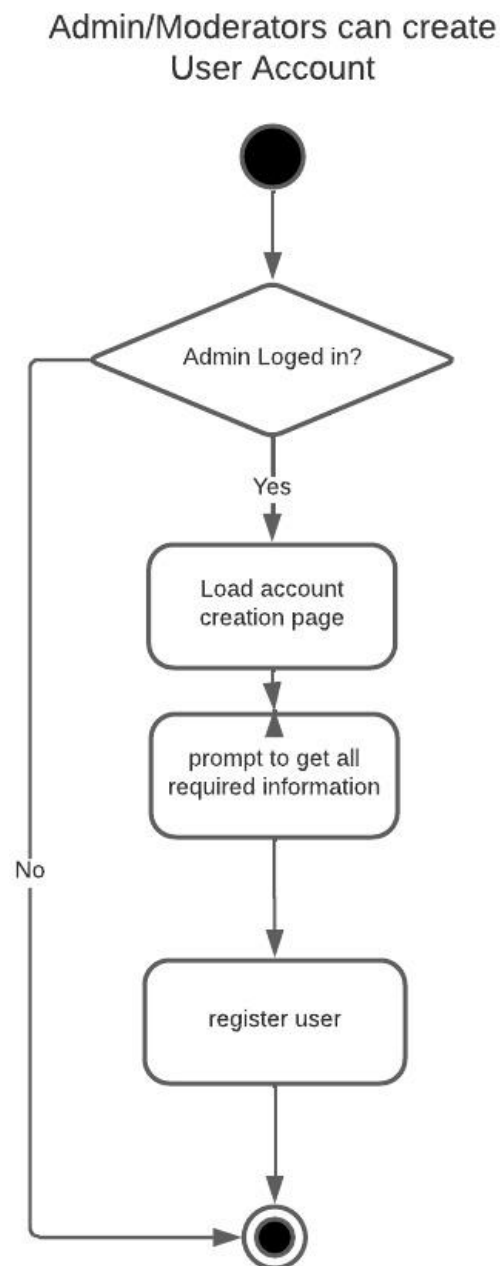 Admin/Moderators can create
User Account
Admin Loged in?
Yes
Load account
creation page
prompt to get all
required information
No
register user